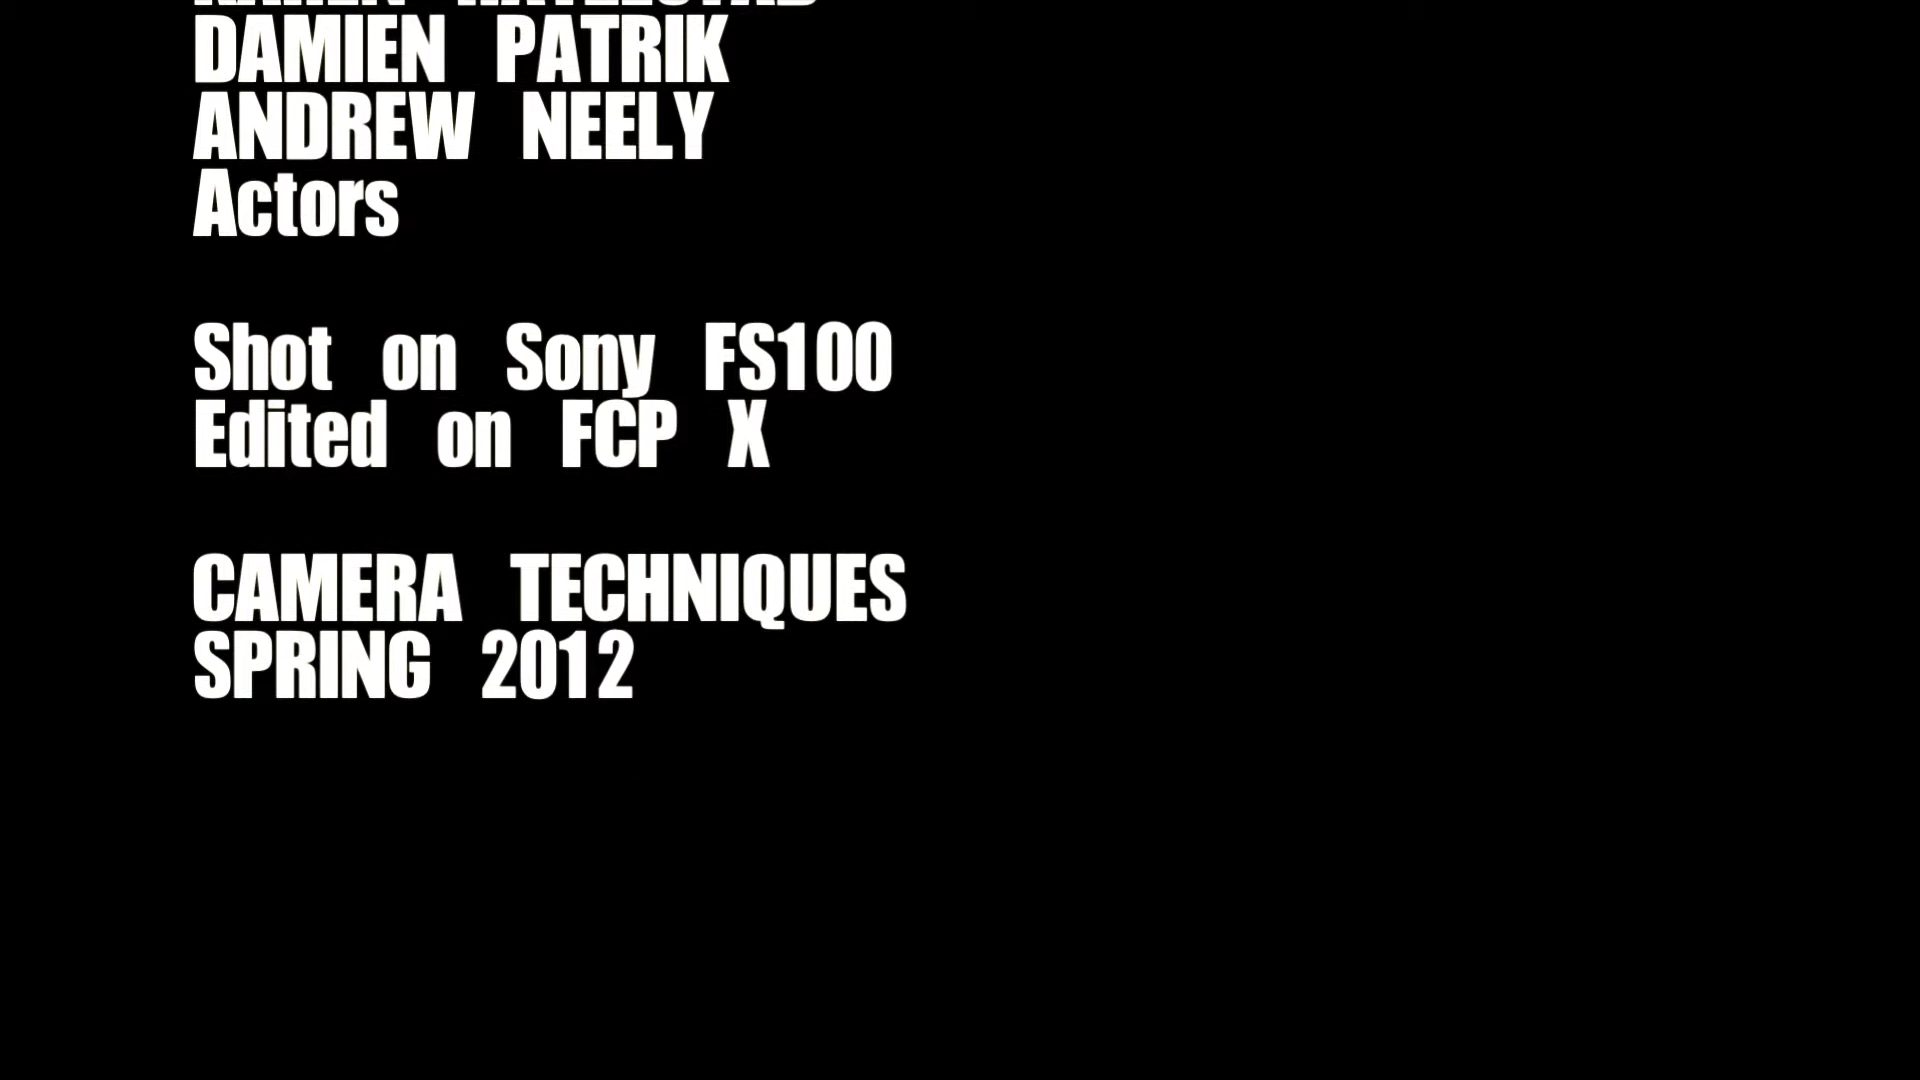 DAMIEN PATRIK
ANDREW NEELY
Actors
Shot on Sony FS100
Edited on FCP X
CAMERA TECHNIQUES
SPRING 2012